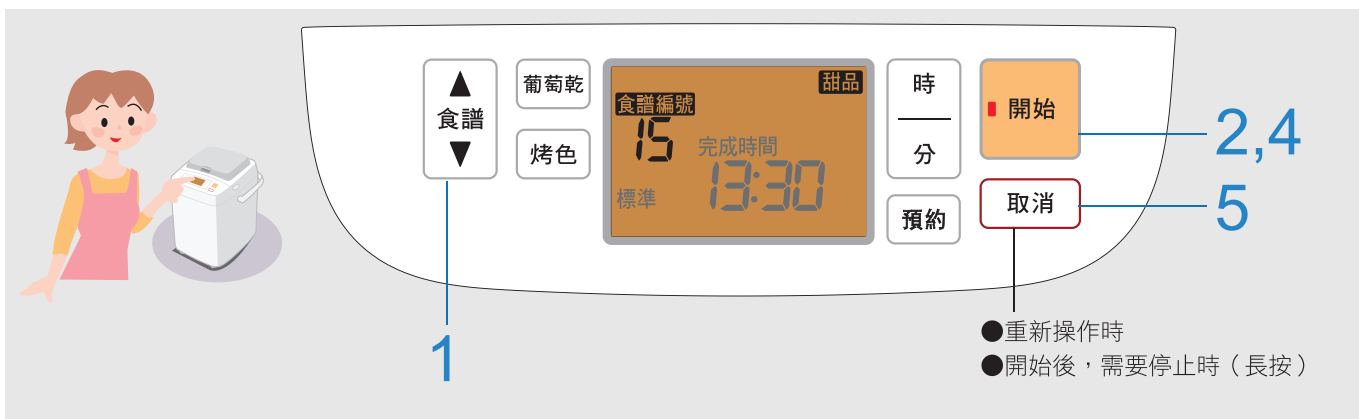 ▲
食譜
▼
葡萄乾
烤色
甜品
食譜編號
15
完成時間
13:30
標準
時
分
預約
開始
取消
2,4
5
1
●重新操作時
●開始後，需要停止時（長按）